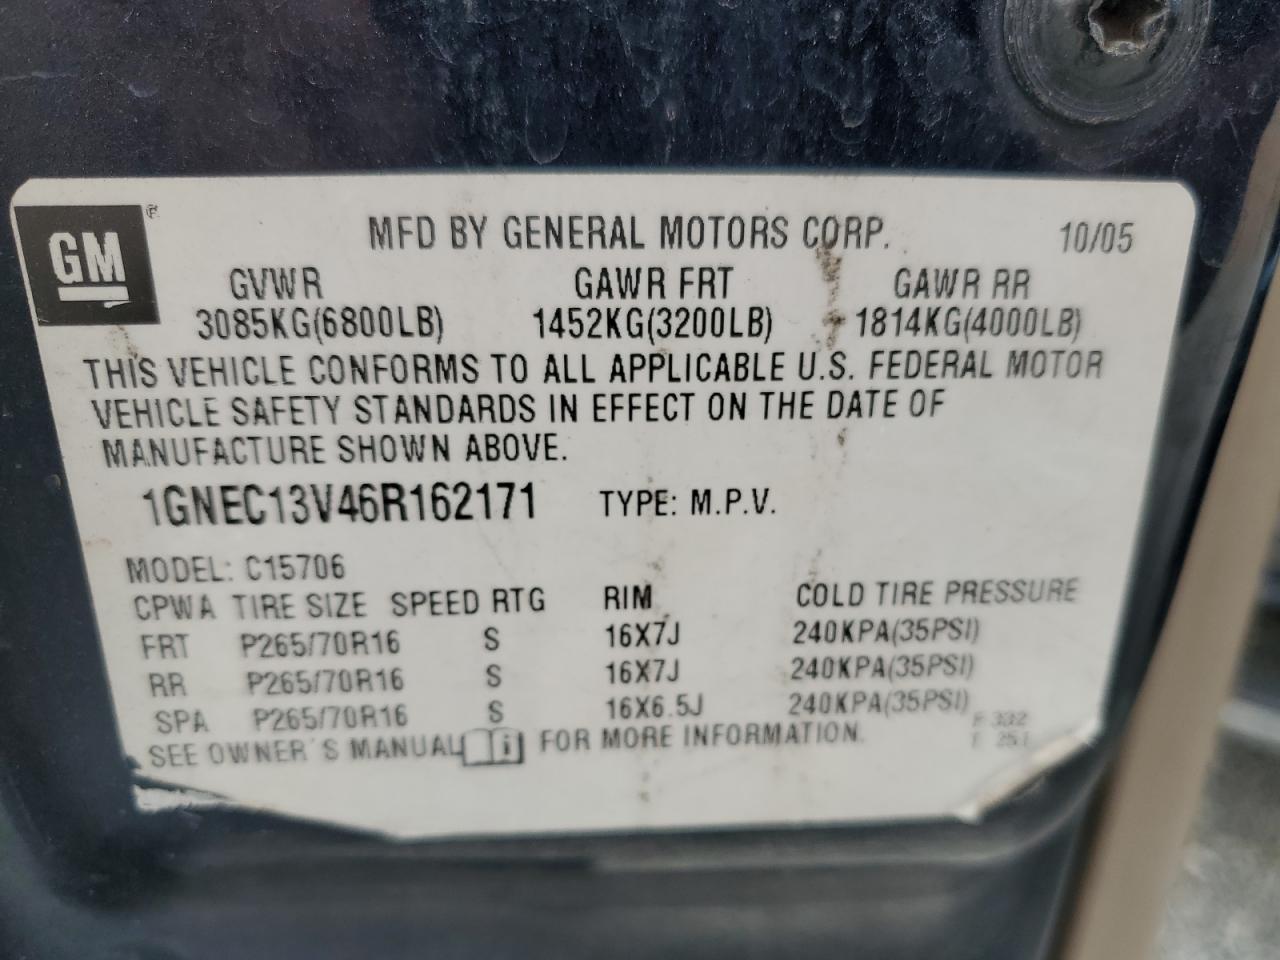 GM ®
MFD BY GENERAL MOTORS CORP. 10/05
GVWR GAWR FRT GAWR RR
3085KG(6800LB) 1452KG(3200LB) 1814KG(4000LB)
THIS VEHICLE CONFORMS TO ALL APPLICABLE U.S. FEDERAL MOTOR
VEHICLE SAFETY STANDARDS IN EFFECT ON THE DATE OF
MANUFACTURE SHOWN ABOVE.
1GNEC13V46R162171 TYPE: M.P.V.
MODEL: C15706
CPWA TIRE SIZE SPEED RTG RIM COLD TIRE PRESSURE
FRT P265/70R16 S 16X7J 240KPA(35PSI)
RR P265/70R16 S 16X7J 240KPA(35PSI)
SPA P265/70R16 S 16X6.5J 240KPA(35PSI)
SEE OWNER'S MANUAL i FOR MORE INFORMATION.